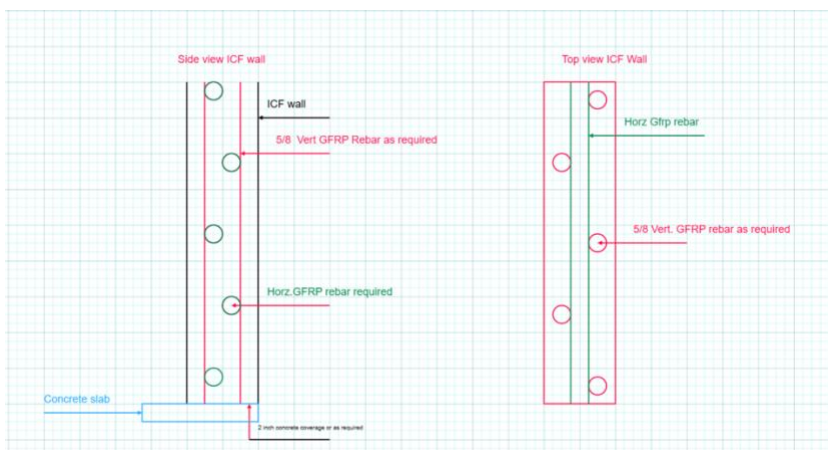 Side view ICF wall
Top view ICF Wall
ICF wall
Horz Gfrp rebar
5/8 Vert GFRP Rebar as required
5/8 Vert. GFRP rebar as required
Horz.GFRP rebar required
Concrete slab
2 inch concrete coverage or as required